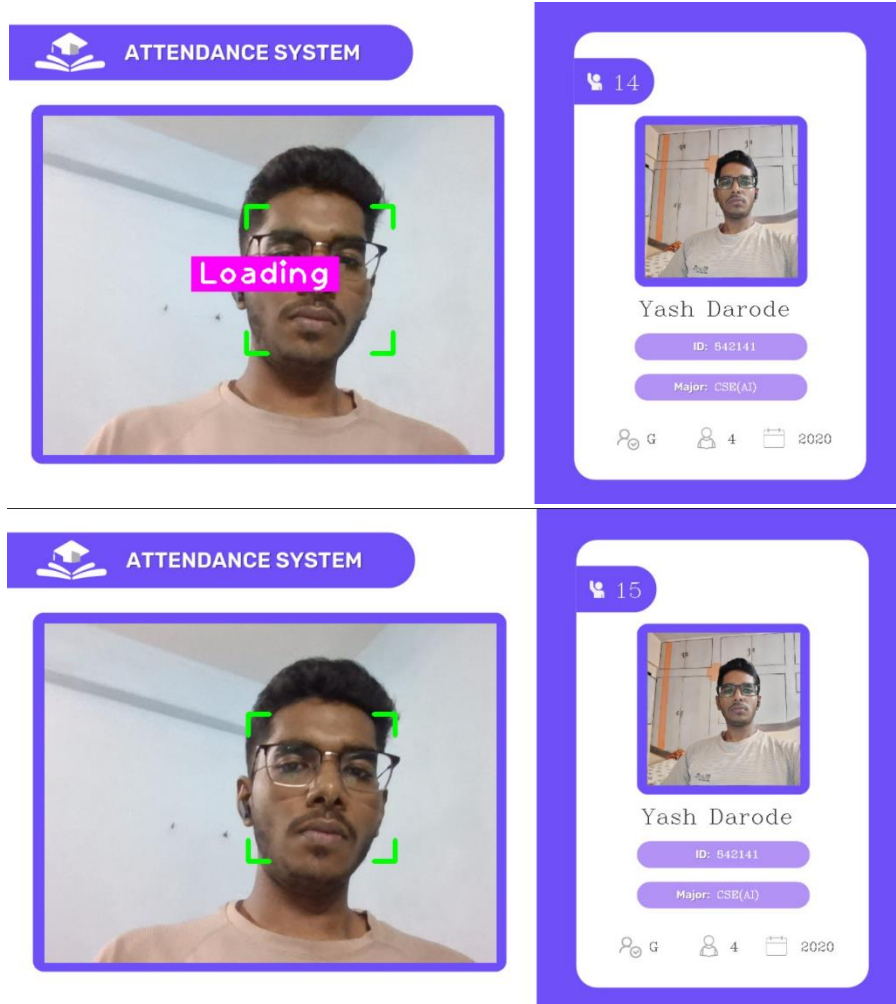 ATTENDANCE SYSTEM
14
Loading
Yash Darode
ID: 542141
Major: CSE(AI)
G 4 2020
ATTENDANCE SYSTEM
15
Yash Darode
ID: 542141
Major: CSE(AI)
G 4 2020